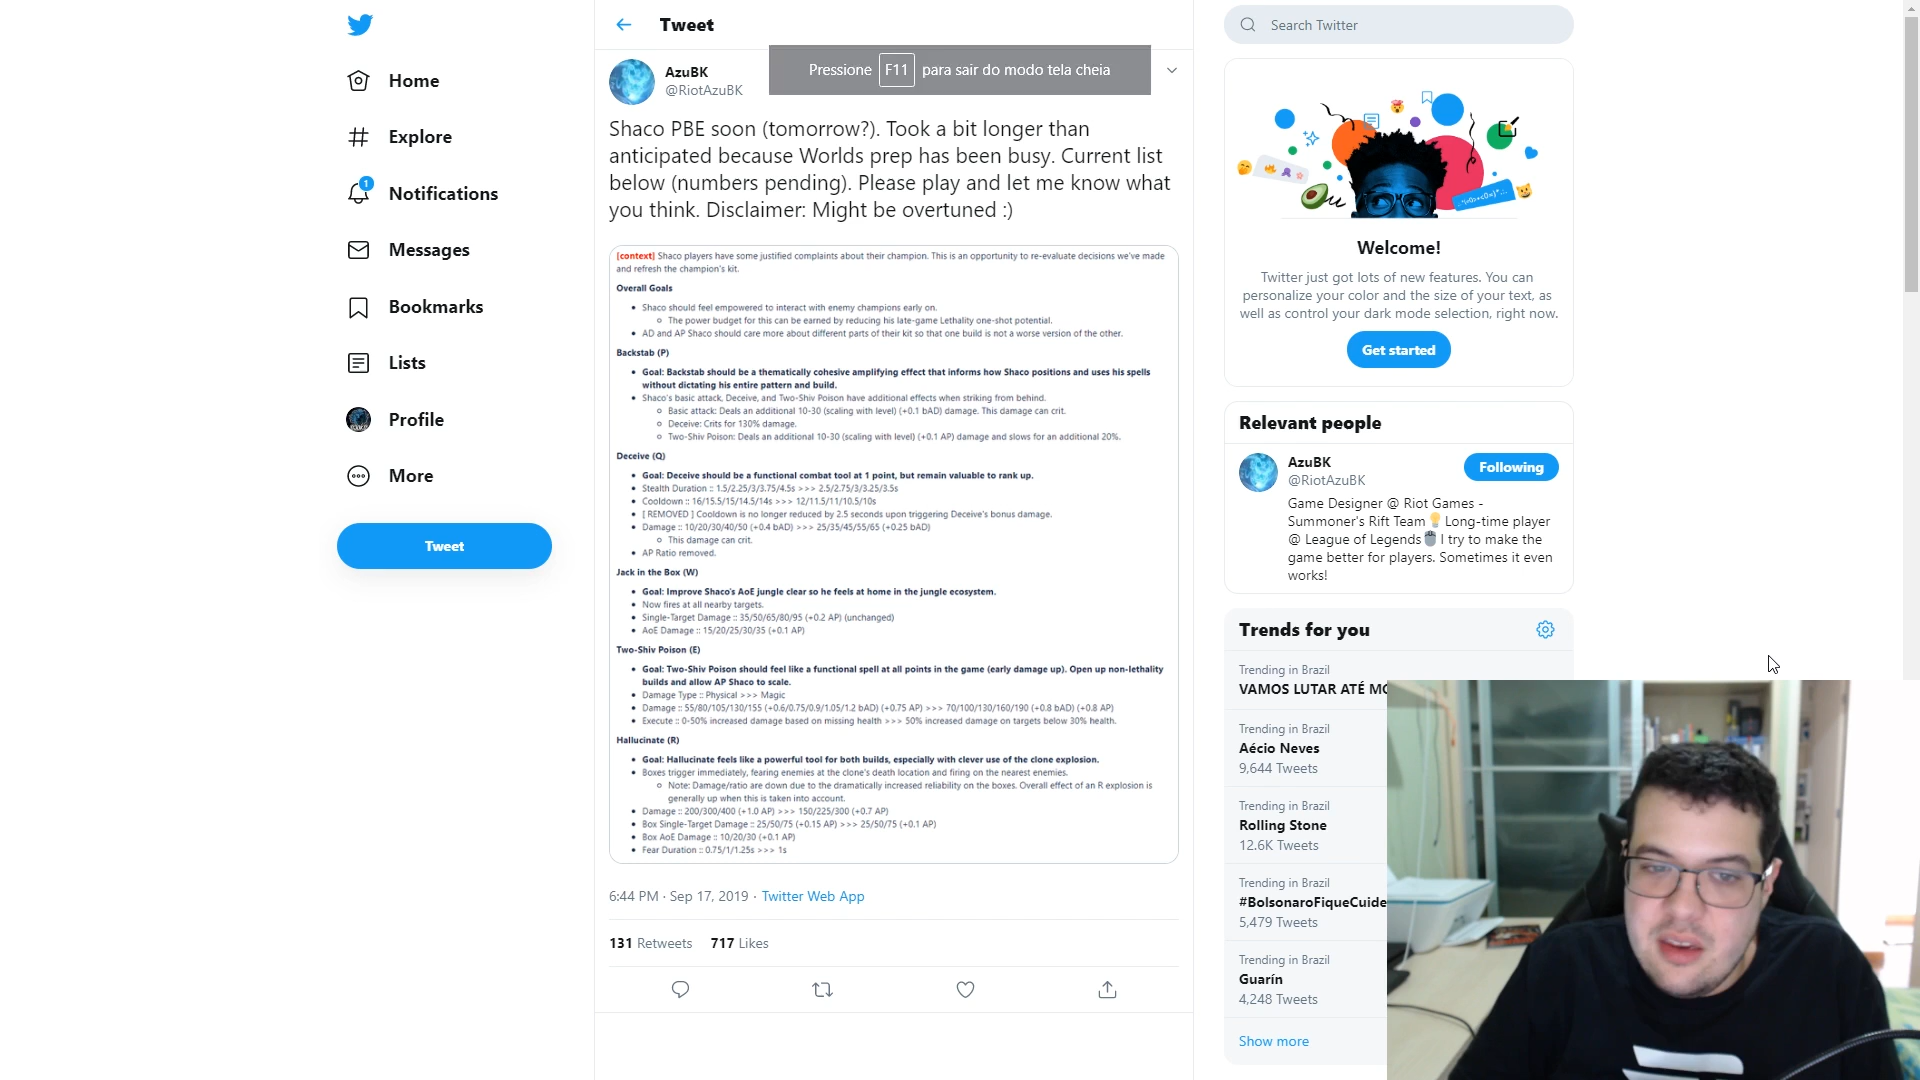 Home
Explore
1
Notifications
Messages
Bookmarks
Lists
Profile
More
Tweet
Tweet
Pressione F11 para sair do modo tela cheia
AzuBK
@RiotAzuBK
Shaco PBE soon (tomorrow?). Took a bit longer than
anticipated because Worlds prep has been busy. Current list
below (numbers pending). Please play and let me know what
you think. Disclaimer: Might be overtuned :)
[context] Shaco players have some justified complaints about their champion. This is an opportunity to re-evaluate decisions we've made
and refresh the champion's kit.
Overall Goals
• Shaco should feel empowered to interact with enemy champions early on.
○ The power budget for this can be earned by reducing his late-game Lethality one-shot potential.
• AD and AP Shaco should care more about different parts of their kit so that one build is not a worse version of the other.
Backstab (P)
• Goal: Backstab should be a thematically cohesive amplifying effect that informs how Shaco positions and uses his spells
without dictating his entire pattern and build.
• Shaco's basic attack, Deceive, and Two-Shiv Poison have additional effects when striking from behind.
○ Basic attack: Deals an additional 10-30 (scaling with level) (+0.1 bAD) damage. This damage can crit.
○ Deceive: Crits for 130% damage.
○ Two-Shiv Poison: Deals an additional 10-30 (scaling with level) (+0.1 AP) damage and slows for an additional 20%.
Deceive (Q)
• Goal: Deceive should be a functional combat tool at 1 point, but remain valuable to rank up.
• Stealth Duration :: 1.5/2.25/3/3.75/4.5s >>> 2.5/2.75/3/3.25/3.5s
• Cooldown :: 16/15.5/15/14.5/14s >>> 12/11.5/11/10.5/10s
• [ REMOVED ] Cooldown is no longer reduced by 2.5 seconds upon triggering Deceive's bonus damage.
• Damage :: 10/20/30/40/50 (+0.4 bAD) >>> 25/35/45/55/65 (+0.25 bAD)
○ This damage can crit.
• AP Ratio removed.
Jack in the Box (W)
• Goal: Improve Shaco's AoE jungle clear so he feels at home in the jungle ecosystem.
• Now fires at all nearby targets.
• Single-Target Damage :: 35/50/65/80/95 (+0.2 AP) (unchanged)
• AoE Damage :: 15/20/25/30/35 (+0.1 AP)
Two-Shiv Poison (E)
• Goal: Two-Shiv Poison should feel like a functional spell at all points in the game (early damage up). Open up non-lethality
builds and allow AP Shaco to scale.
• Damage Type :: Physical >>> Magic
• Damage :: 55/80/105/130/155 (+0.6/0.75/0.9/1.05/1.2 bAD) (+0.75 AP) >>> 70/100/130/160/190 (+0.8 bAD) (+0.8 AP)
• Execute :: 0-50% increased damage based on missing health >>> 50% increased damage on targets below 30% health.
Hallucinate (R)
• Goal: Hallucinate feels like a powerful tool for both builds, especially with clever use of the clone explosion.
• Boxes trigger immediately, fearing enemies at the clone's death location and firing on the nearest enemies.
○ Note: Damage/ratio are down due to the dramatically increased reliability on the boxes. Overall effect of an R explosion is
generally up when this is taken into account.
• Damage :: 200/300/400 (+1.0 AP) >>> 150/225/300 (+0.7 AP)
• Box Single-Target Damage :: 25/50/75 (+0.15 AP) >>> 25/50/75 (+0.1 AP)
• Box AoE Damage :: 10/20/30 (+0.1 AP)
• Fear Duration :: 0.75/1/1.25s >>> 1s
6:44 PM · Sep 17, 2019 · Twitter Web App
131 Retweets 717 Likes
Search Twitter
Welcome!
Twitter just got lots of new features. You can
personalize your color and the size of your text, as
well as control your dark mode selection, right now.
Get started
Relevant people
AzuBK
@RiotAzuBK
Following
Game Designer @ Riot Games -
Summoner's Rift Team💡 Long-time player
@ League of Legends🖱️ I try to make the
game better for players. Sometimes it even
works!
Trends for you
Trending in Brazil
VAMOS LUTAR ATÉ MO
Trending in Brazil
Aécio Neves
9,644 Tweets
Trending in Brazil
Rolling Stone
12.6K Tweets
Trending in Brazil
#BolsonaroFiqueCuide
5,479 Tweets
Trending in Brazil
Guarín
4,248 Tweets
Show more